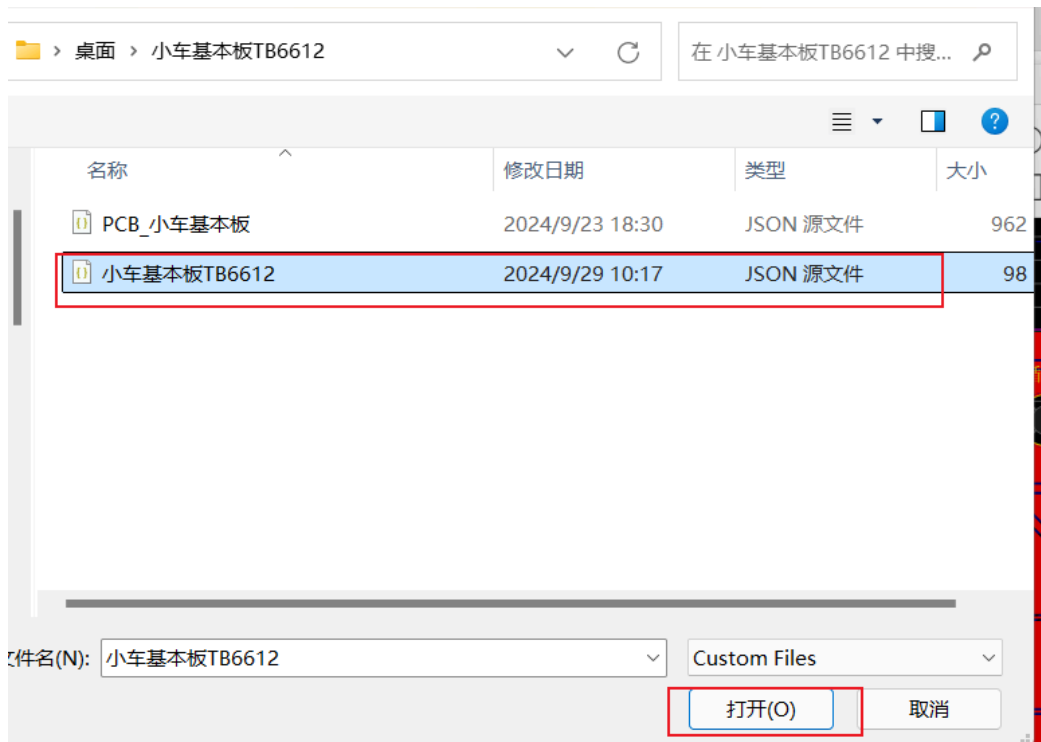 桌面 › 小车基本板TB6612
在 小车基本板TB6612 中搜...
名称 修改日期 类型 大小
PCB_小车基本板 2024/9/23 18:30 JSON 源文件 962
小车基本板TB6612 2024/9/29 10:17 JSON 源文件 98
件名(N): 小车基本板TB6612 Custom Files
打开(O) 取消